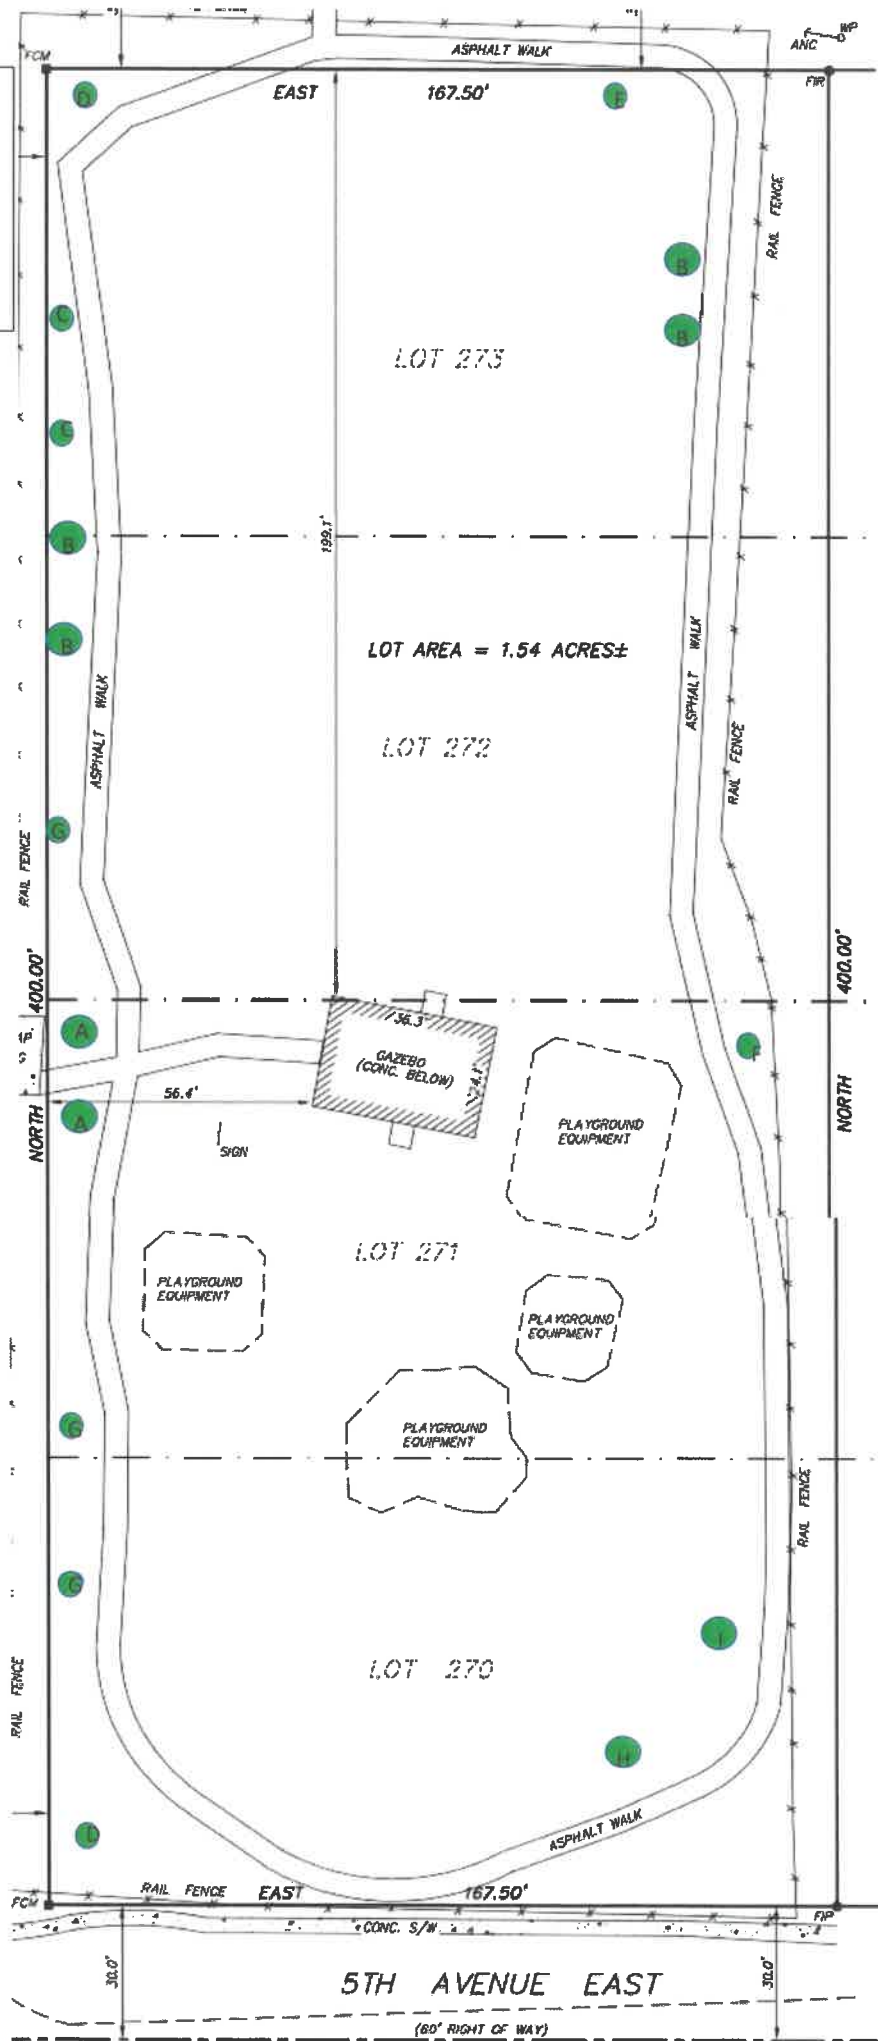 ASPHALT WALK
WP
ANC
FCM
FIR
D
EAST
167.50'
E
RAIL FENCE
B
C
B
LOT 273
C
199.1'
B
B
LOT AREA = 1.54 ACRES±
ASPHALT WALK
ASPHALT WALK
LOT 272
RAIL FENCE
G
RAIL FENCE
400.00'
NORTH
400.00'
NORTH
A
36.3'
GAZEBO
(CONC. BELOW)
24.1'
F
56.4'
A
SIGN
PLAYGROUND
EQUIPMENT
LOT 271
PLAYGROUND
EQUIPMENT
PLAYGROUND
EQUIPMENT
G
PLAYGROUND
EQUIPMENT
RAIL FENCE
G
I
LOT 270
RAIL FENCE
H
D
ASPHALT WALK
RAIL FENCE
EAST
167.50'
FCM
FIP
CONC. S/W
30.0'
5TH AVENUE EAST
30.0'
(60' RIGHT OF WAY)